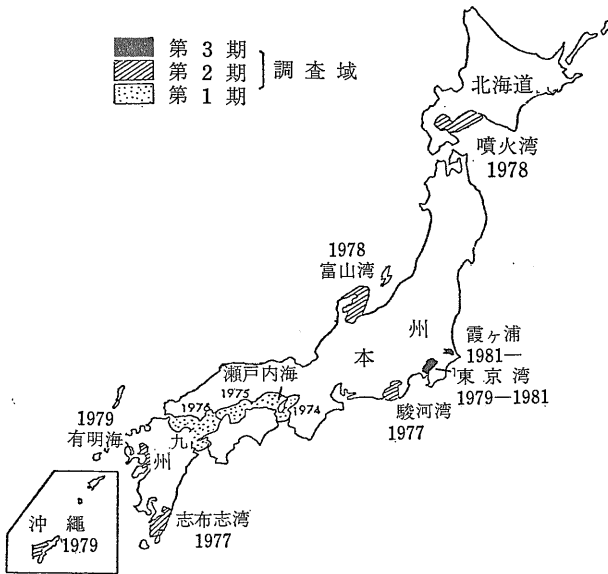 第3期
第2期 調査域
第1期
北海道
噴火湾
1978
1978
富山湾
本州
霞ヶ浦
1981—
東京湾
1979—1981
瀬戸内海
1976
1975
1974
駿河湾
1977
1979
有明海
九州
志布志湾
1977
沖縄
1979